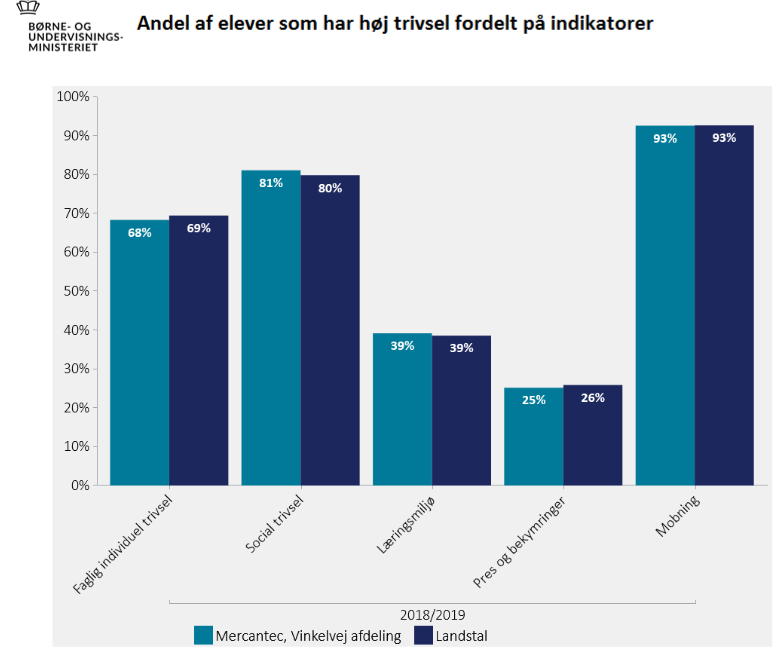 BØRNE- OG
UNDERVISNINGS-
MINISTERIET
Andel af elever som har høj trivsel fordelt på indikatorer
100%
90%
80%
70%
60%
50%
40%
30%
20%
10%
0%
68%
69%
81%
80%
39%
39%
25%
26%
93%
93%
Faglig individuel trivsel
Social trivsel
Læringsmiljø
Pres og bekymringer
Mobning
2018/2019
Mercantec, Vinkelvej afdeling
Landstal